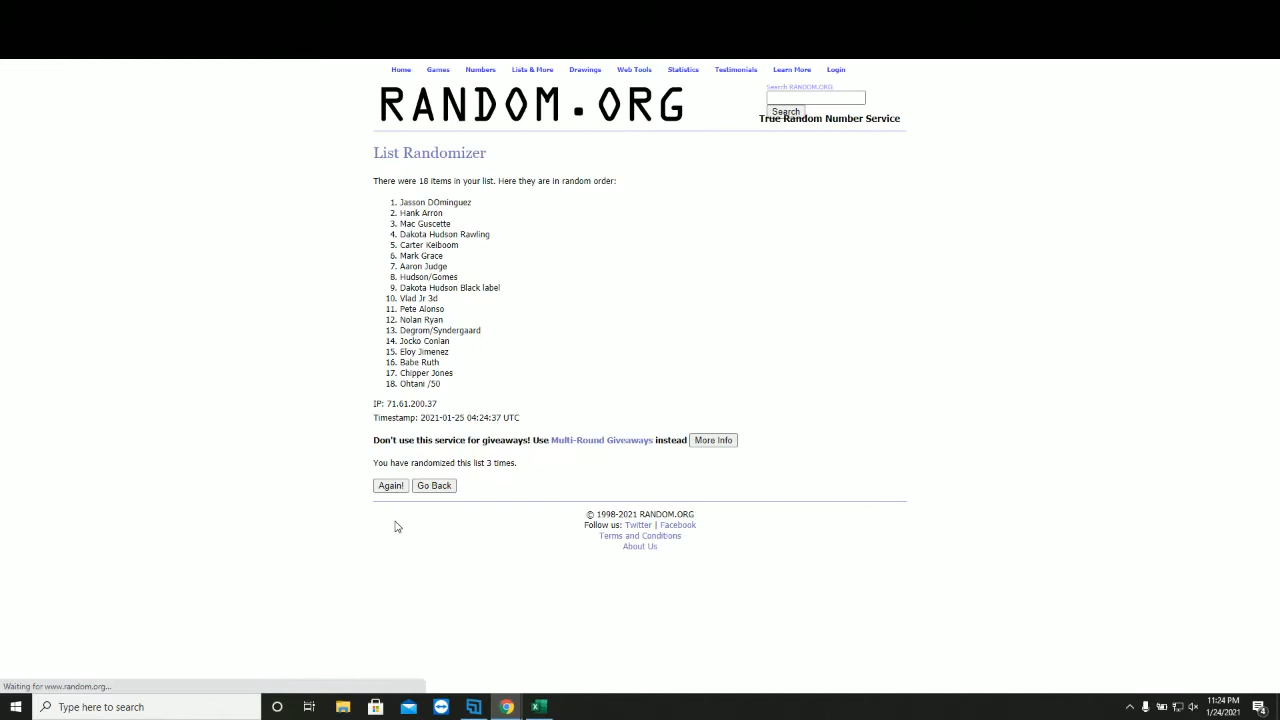 Home Games Numbers Lists & More Drawings Web Tools Statistics Testimonials Learn More Login
RANDOM.ORG
Search RANDOM.ORG
Search
True Random Number Service
List Randomizer
There were 18 items in your list. Here they are in random order:
1. Jasson DOminguez
2. Hank Arron
3. Mac Guscette
4. Dakota Hudson Rawling
5. Carter Keiboom
6. Mark Grace
7. Aaron Judge
8. Hudson/Gomes
9. Dakota Hudson Black label
10. Vlad Jr 3d
11. Pete Alonso
12. Nolan Ryan
13. Degrom/Syndergaard
14. Jocko Conlan
15. Eloy Jimenez
16. Babe Ruth
17. Chipper Jones
18. Ohtani /50
IP: 71.61.200.37
Timestamp: 2021-01-25 04:24:37 UTC
Don't use this service for giveaways! Use Multi-Round Giveaways instead More Info
You have randomized this list 3 times.
Again! Go Back
© 1998-2021 RANDOM.ORG
Follow us: Twitter | Facebook
Terms and Conditions
About Us
Waiting for www.random.org...
Type here to search
11:24 PM
1/24/2021
4